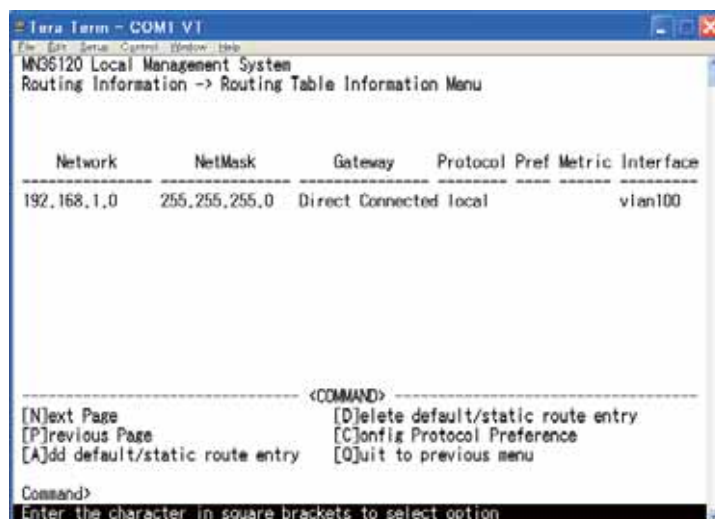 Tera Term - COM1 VT
File Edit Setup Control Window Help
MN36120 Local Management System
Routing Information -> Routing Table Information Menu
Network NetMask Gateway Protocol Pref Metric Interface
192.168.1.0 255.255.255.0 Direct Connected local vlan100
<COMMAND>
[N]ext Page [D]elete default/static route entry
[P]revious Page [C]onfig Protocol Preference
[A]dd default/static route entry [Q]uit to previous menu
Command>
Enter the character in square brackets to select option